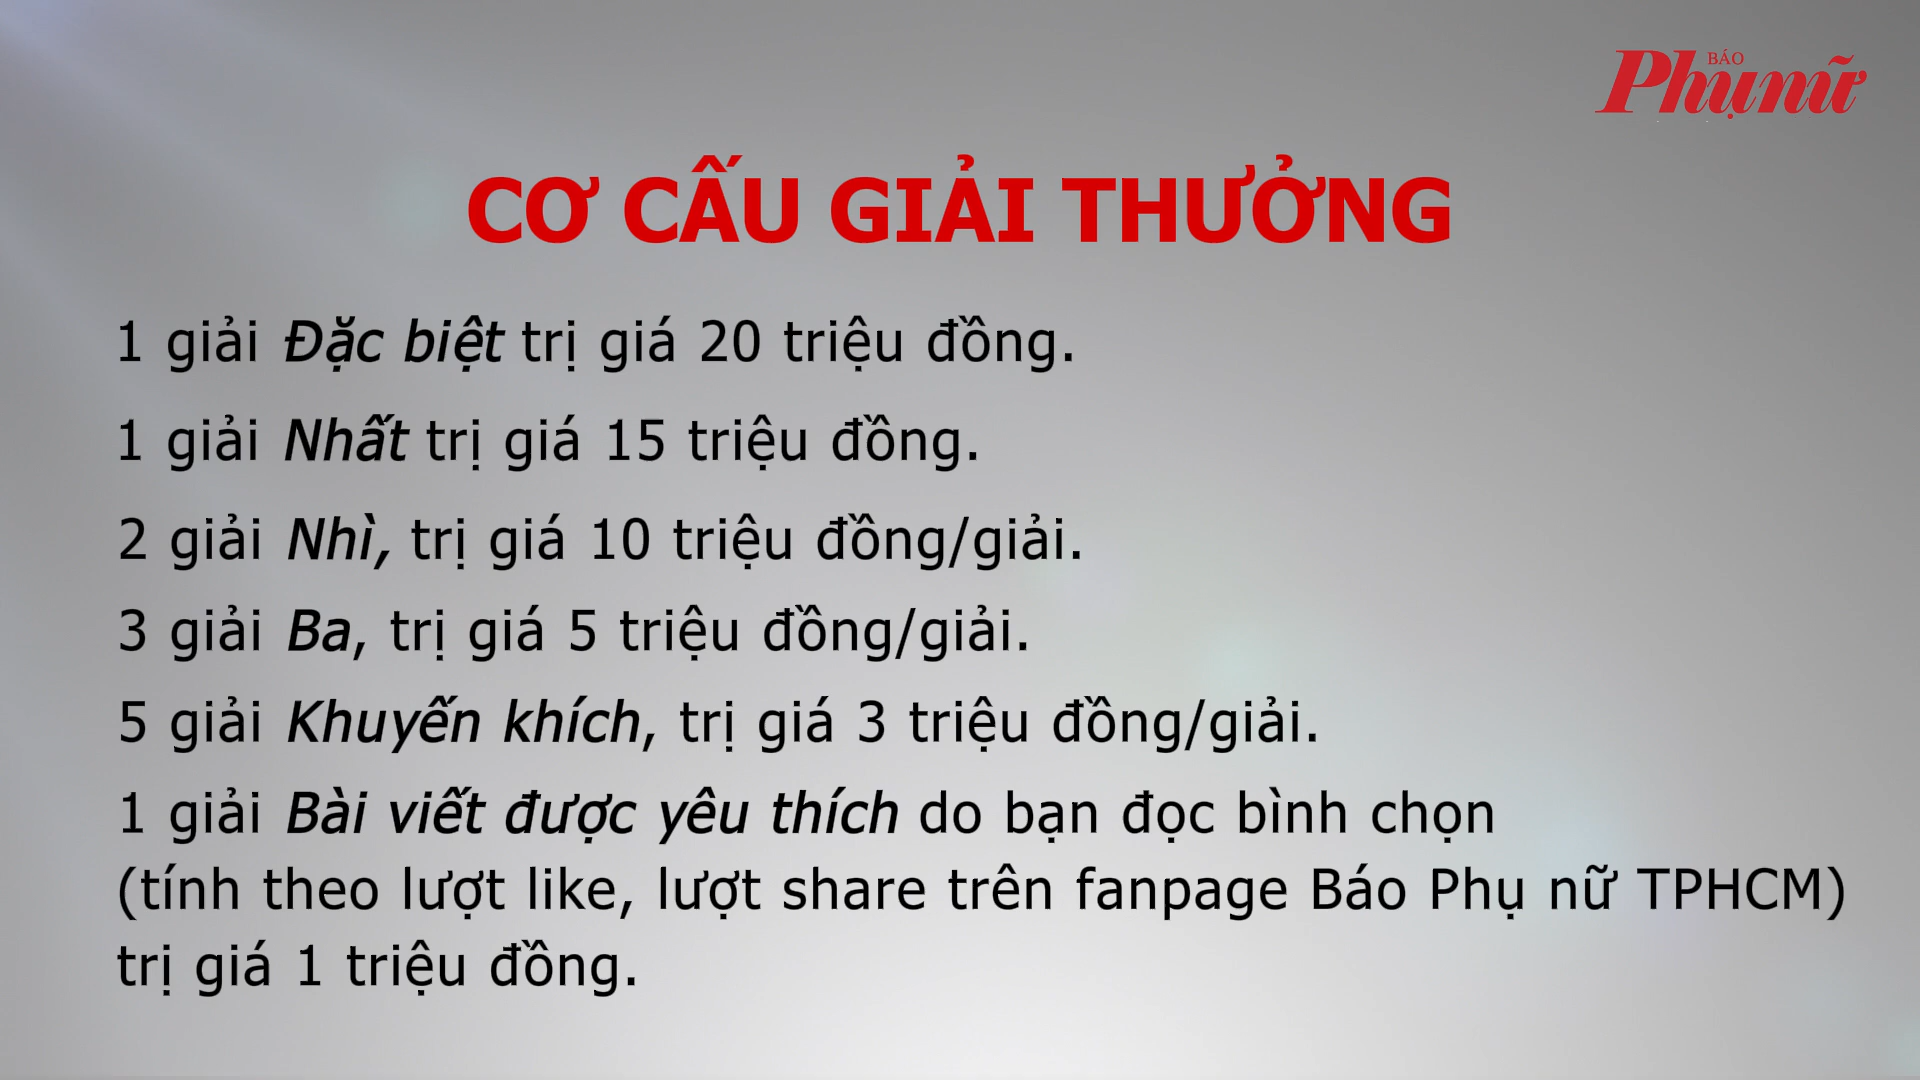 BÁO
Phụ nữ
CƠ CẤU GIẢI THƯỞNG
1 giải Đặc biệt trị giá 20 triệu đồng.
1 giải Nhất trị giá 15 triệu đồng.
2 giải Nhì, trị giá 10 triệu đồng/giải.
3 giải Ba, trị giá 5 triệu đồng/giải.
5 giải Khuyến khích, trị giá 3 triệu đồng/giải.
1 giải Bài viết được yêu thích do bạn đọc bình chọn
(tính theo lượt like, lượt share trên fanpage Báo Phụ nữ TPHCM)
trị giá 1 triệu đồng.